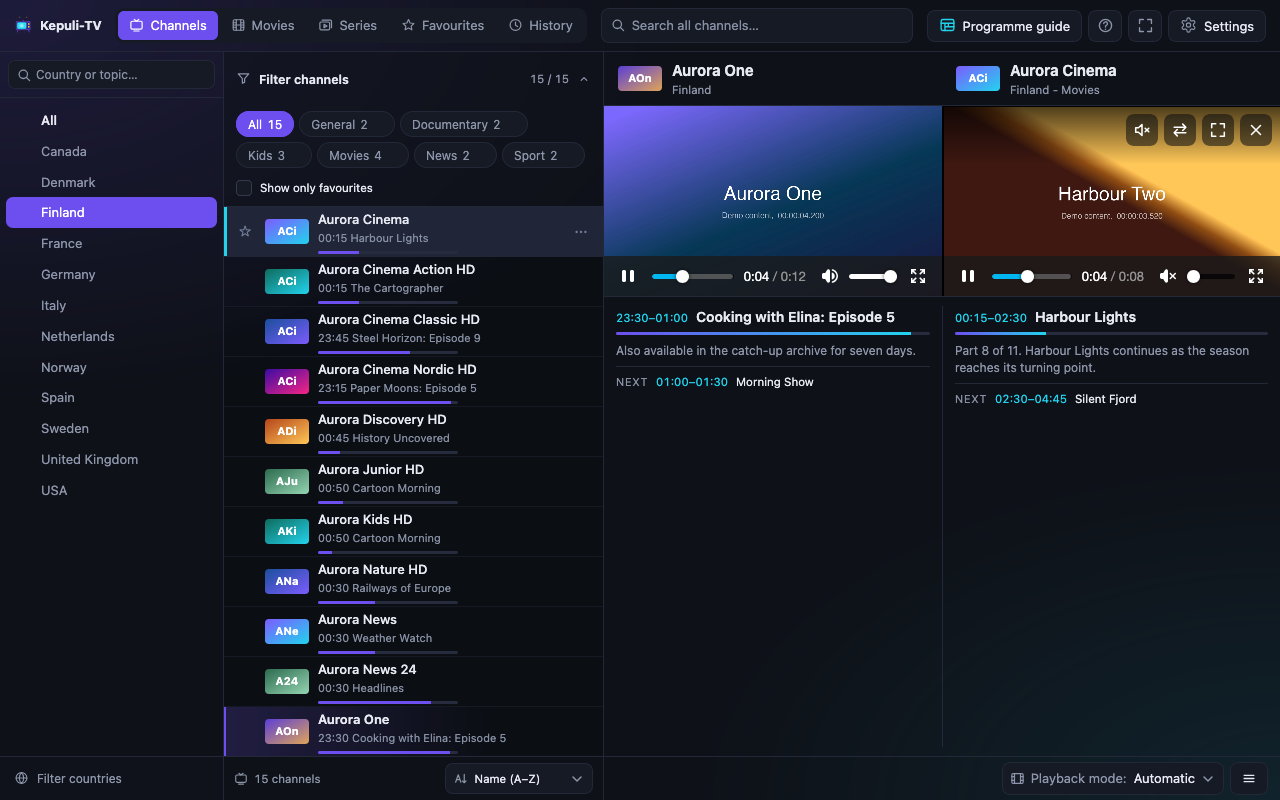 Kepuli-TV
Channels
Movies
Series
Favourites
History
Search all channels...
Programme guide
Settings
Country or topic...
All
Canada
Denmark
Finland
France
Germany
Italy
Netherlands
Norway
Spain
Sweden
United Kingdom
USA
Filter countries
Filter channels
15 / 15
All 15
General 2
Documentary 2
Kids 3
Movies 4
News 2
Sport 2
Show only favourites
ACi
Aurora Cinema
00:15 Harbour Lights
ACi
Aurora Cinema Action HD
00:15 The Cartographer
ACi
Aurora Cinema Classic HD
23:45 Steel Horizon: Episode 9
ACi
Aurora Cinema Nordic HD
23:15 Paper Moons: Episode 5
ADi
Aurora Discovery HD
00:45 History Uncovered
AJu
Aurora Junior HD
00:50 Cartoon Morning
AKi
Aurora Kids HD
00:50 Cartoon Morning
ANa
Aurora Nature HD
00:30 Railways of Europe
ANe
Aurora News
00:30 Weather Watch
A24
Aurora News 24
00:30 Headlines
AOn
Aurora One
23:30 Cooking with Elina: Episode 5
15 channels
Name (A–Z)
AOn
Aurora One
Finland
Aurora One
Demo content, 00:00:04.200
0:04 / 0:12
23:30–01:00 Cooking with Elina: Episode 5
Also available in the catch-up archive for seven days.
NEXT 01:00–01:30 Morning Show
ACi
Aurora Cinema
Finland - Movies
Harbour Two
Demo content, 00:00:03.520
0:04 / 0:08
00:15–02:30 Harbour Lights
Part 8 of 11. Harbour Lights continues as the season
reaches its turning point.
NEXT 02:30–04:45 Silent Fjord
Playback mode: Automatic